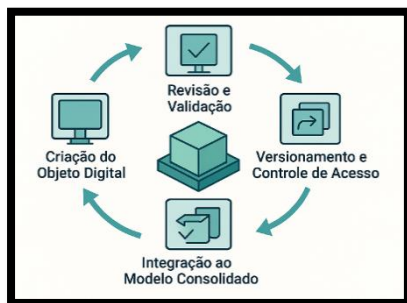 Revisão e
Validação
Criação do
Objeto Digital
Versionamento e
Controle de Acesso
Integração ao
Modelo Consolidado